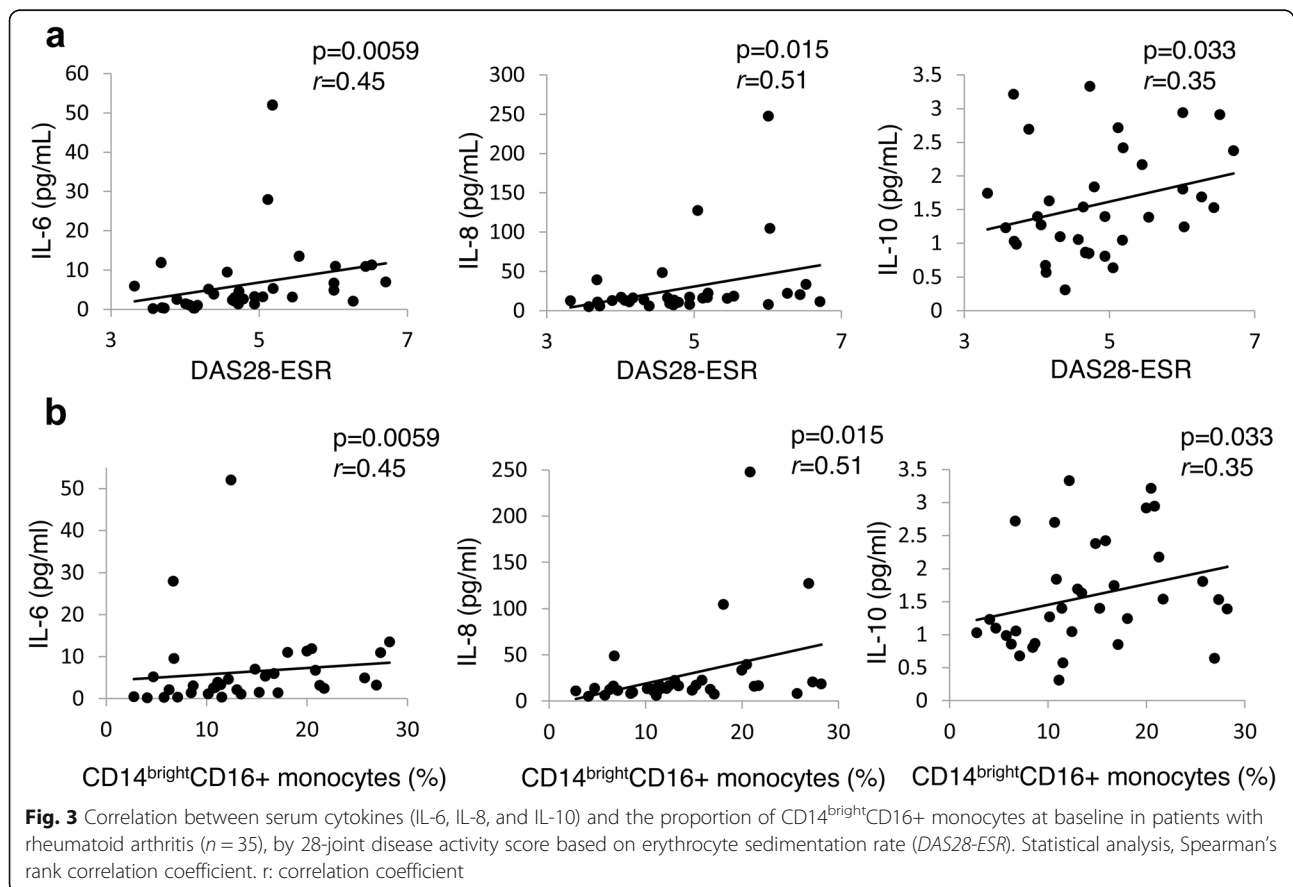 a
p=0.0059
r=0.45
60
50
40
30
20
10
0
IL-6 (pg/mL)
3 5 7
DAS28-ESR
p=0.015
r=0.51
300
250
200
150
100
50
0
IL-8 (pg/mL)
3 5 7
DAS28-ESR
p=0.033
r=0.35
3.5
3
2.5
2
1.5
1
0.5
0
IL-10 (pg/mL)
3 5 7
DAS28-ESR
b
p=0.0059
r=0.45
50
40
30
20
10
0
IL-6 (pg/ml)
0 10 20 30
CD14brightCD16+ monocytes (%)
p=0.015
r=0.51
250
200
150
100
50
0
IL-8 (pg/ml)
0 10 20 30
CD14brightCD16+ monocytes (%)
p=0.033
r=0.35
3.5
3
2.5
2
1.5
1
0.5
0
IL-10 (pg/ml)
0 10 20 30
CD14brightCD16+ monocytes (%)
Fig. 3 Correlation between serum cytokines (IL-6, IL-8, and IL-10) and the proportion of CD14brightCD16+ monocytes at baseline in patients with
rheumatoid arthritis (n = 35), by 28-joint disease activity score based on erythrocyte sedimentation rate (DAS28-ESR). Statistical analysis, Spearman's
rank correlation coefficient. r: correlation coefficient